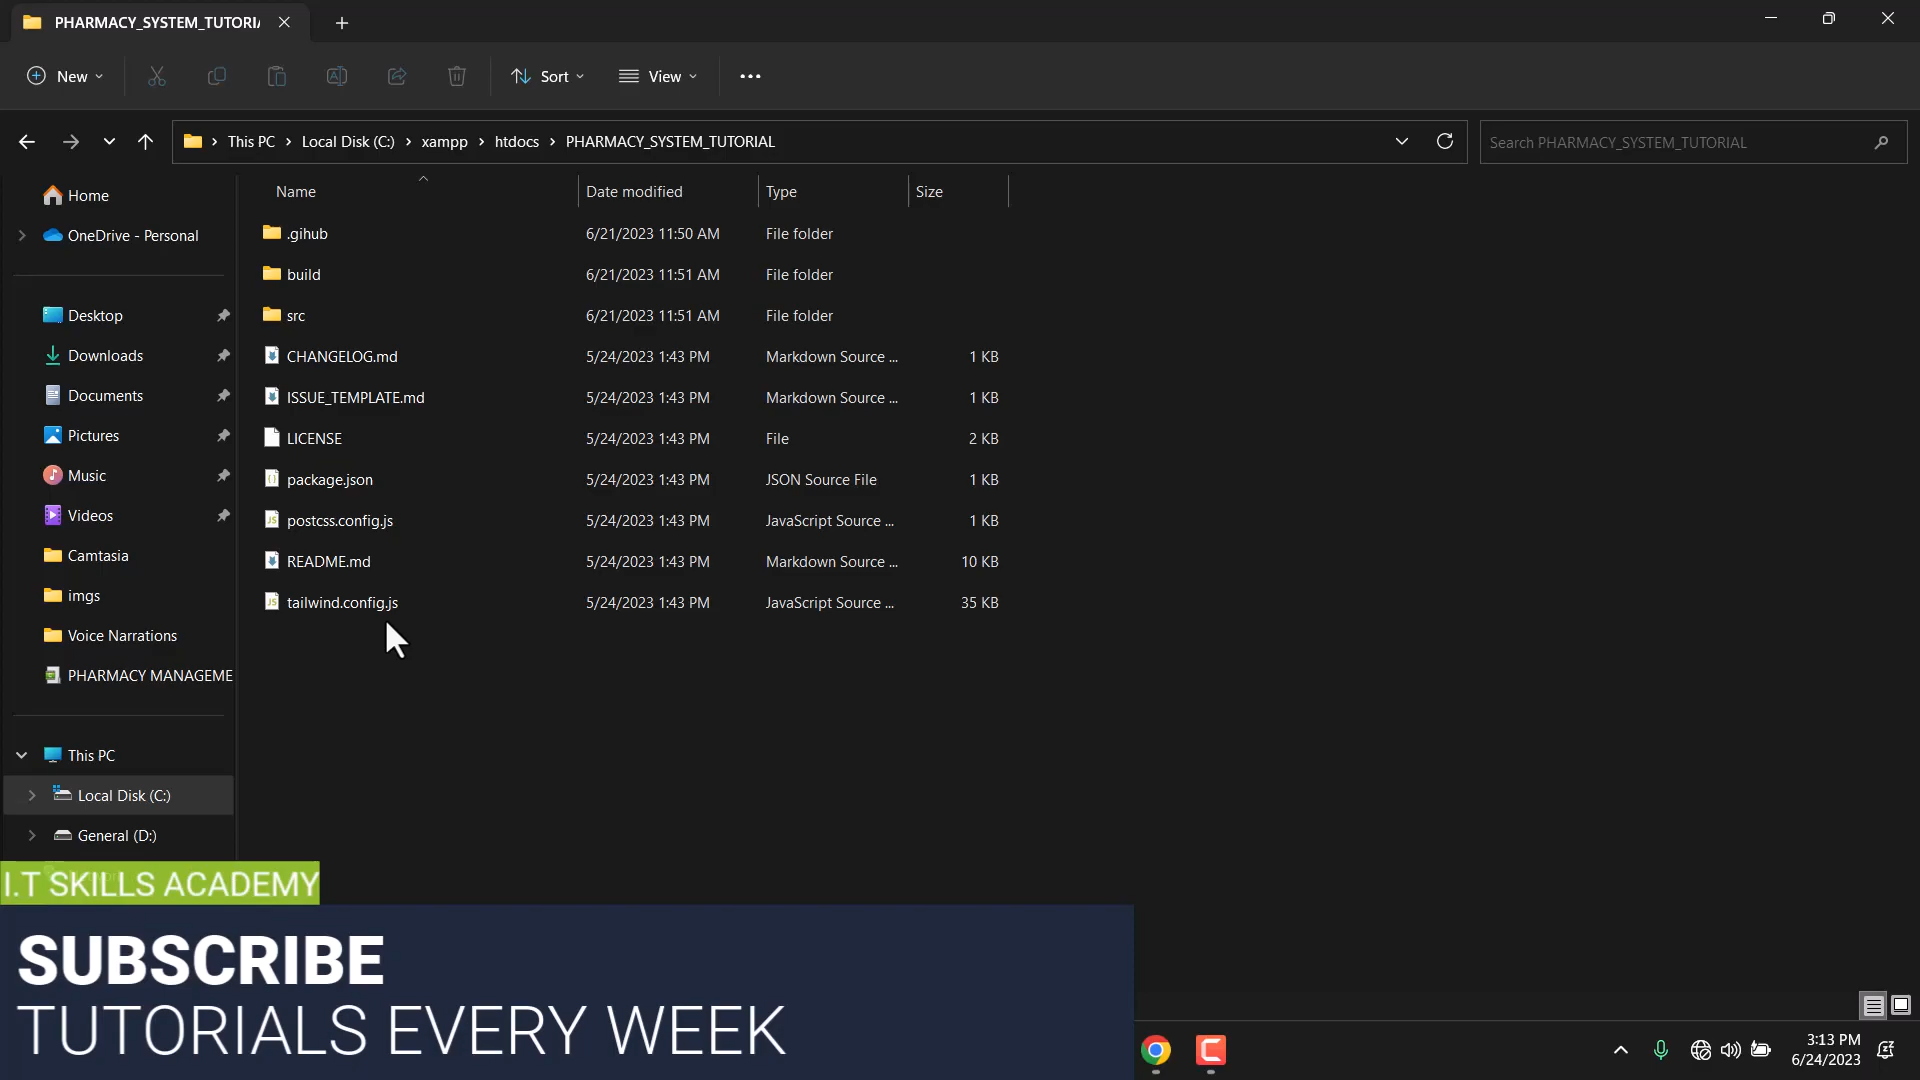 PHARMACY_SYSTEM_TUTORI
New
Sort
View
This PC
Local Disk (C:)
xampp
htdocs
PHARMACY_SYSTEM_TUTORIAL
Search PHARMACY_SYSTEM_TUTORIAL
Home
OneDrive - Personal
Desktop
Downloads
Documents
Pictures
Music
Videos
Camtasia
imgs
Voice Narrations
PHARMACY MANAGEME
This PC
Local Disk (C:)
General (D:)
Name Date modified Type Size
.gihub 6/21/2023 11:50 AM File folder
build 6/21/2023 11:51 AM File folder
src 6/21/2023 11:51 AM File folder
CHANGELOG.md 5/24/2023 1:43 PM Markdown Source ... 1 KB
ISSUE_TEMPLATE.md 5/24/2023 1:43 PM Markdown Source ... 1 KB
LICENSE 5/24/2023 1:43 PM File 2 KB
package.json 5/24/2023 1:43 PM JSON Source File 1 KB
postcss.config.js 5/24/2023 1:43 PM JavaScript Source ... 1 KB
README.md 5/24/2023 1:43 PM Markdown Source ... 10 KB
tailwind.config.js 5/24/2023 1:43 PM JavaScript Source ... 35 KB
I.T SKILLS ACADEMY
SUBSCRIBE
TUTORIALS EVERY WEEK
3:13 PM
6/24/2023